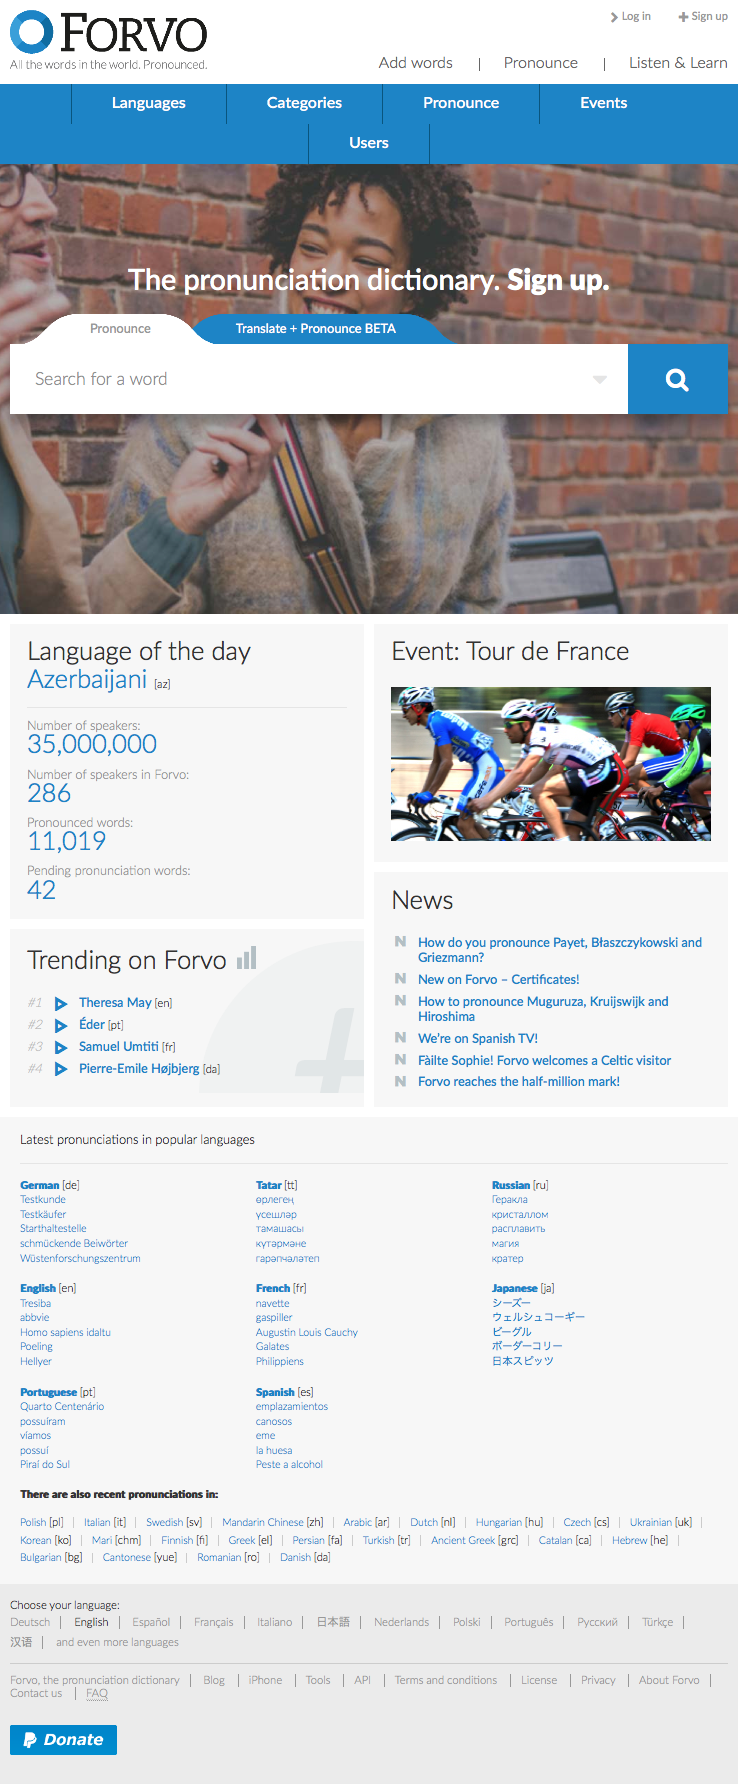 FORVO
All the words in the world. Pronounced.
Log in
Sign up
Add words | Pronounce | Listen & Learn
Languages
Categories
Pronounce
Events
Users
The pronunciation dictionary. Sign up.
Pronounce
Translate + Pronounce BETA
Search for a word
Language of the day
Azerbaijani [az]
Number of speakers:
35,000,000
Number of speakers in Forvo:
286
Pronounced words:
11,019
Pending pronunciation words:
42
Trending on Forvo
#1 Theresa May [en]
#2 Éder [pt]
#3 Samuel Umtiti [fr]
#4 Pierre-Emile Højbjerg [da]
Event: Tour de France
News
N How do you pronounce Payet, Błaszczykowski and
Griezmann?
N New on Forvo – Certificates!
N How to pronounce Muguruza, Kruijswijk and
Hiroshima
N We're on Spanish TV!
N Fàilte Sophie! Forvo welcomes a Celtic visitor
N Forvo reaches the half-million mark!
Latest pronunciations in popular languages
German [de]
Testkunde
Testkäufer
Starthaltestelle
schmückende Beiwörter
Wüstenforschungszentrum
Tatar [tt]
өрлегең
үсешләр
тамашасы
күтәрмәне
гарәпчәләтеп
Russian [ru]
Геракла
кристаллом
расплавить
магия
кратер
English [en]
Tresiba
abbvie
Homo sapiens idaltu
Poeling
Hellyer
French [fr]
navette
gaspiller
Augustin Louis Cauchy
Galates
Philippiens
Japanese [ja]
シーズー
ウェルシュコーギー
ビーグル
ボーダーコリー
日本スピッツ
Portuguese [pt]
Quarto Centenário
possuíram
víamos
possuí
Piraí do Sul
Spanish [es]
emplazamientos
canosos
eme
la huesa
Peste a alcohol
There are also recent pronunciations in:
Polish [pl] | Italian [it] | Swedish [sv] | Mandarin Chinese [zh] | Arabic [ar] | Dutch [nl] | Hungarian [hu] | Czech [cs] | Ukrainian [uk] |
Korean [ko] | Mari [chm] | Finnish [fi] | Greek [el] | Persian [fa] | Turkish [tr] | Ancient Greek [grc] | Catalan [ca] | Hebrew [he] |
Bulgarian [bg] | Cantonese [yue] | Romanian [ro] | Danish [da]
Choose your language:
Deutsch | English | Español | Français | Italiano | 日本語 | Nederlands | Polski | Português | Русский | Türkçe |
汉语 | and even more languages
Forvo, the pronunciation dictionary | Blog | iPhone | Tools | API | Terms and conditions | License | Privacy | About Forvo |
Contact us | FAQ
Donate